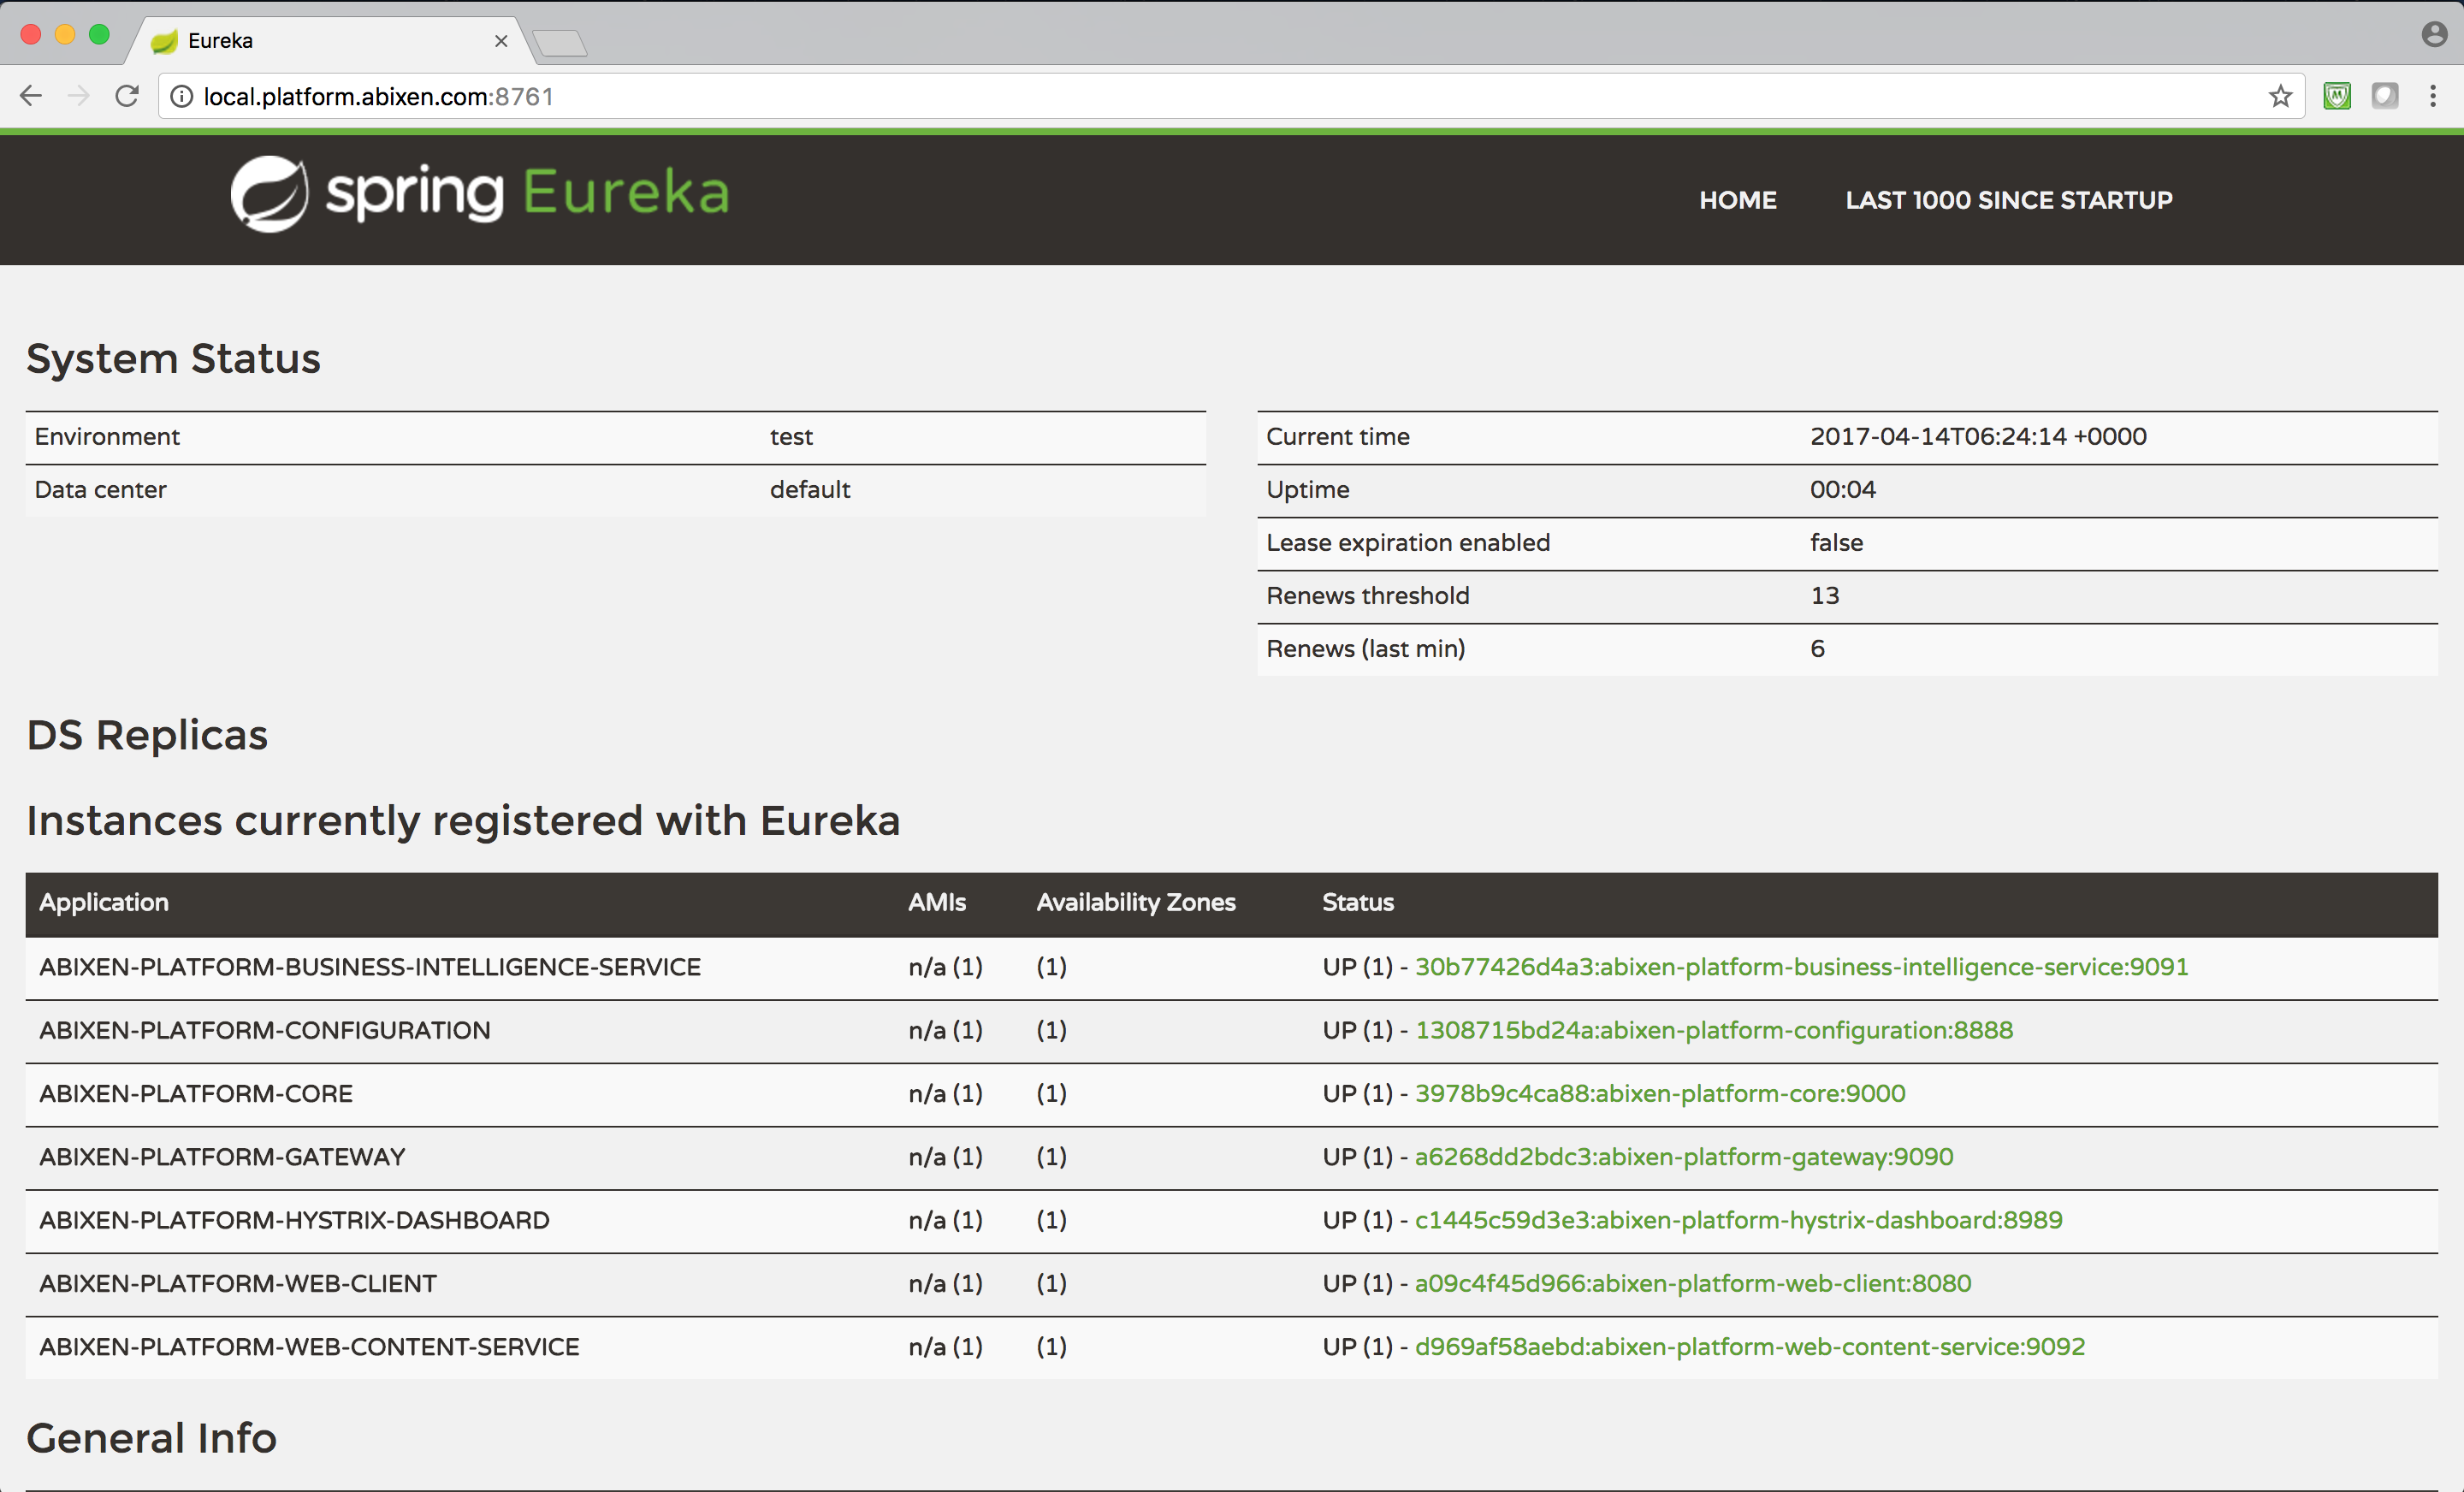 Eureka
local.platform.abixen.com:8761
spring Eureka
HOME LAST 1000 SINCE STARTUP
System Status
Environment test
Data center default
Current time 2017-04-14T06:24:14 +0000
Uptime 00:04
Lease expiration enabled false
Renews threshold 13
Renews (last min) 6
DS Replicas
Instances currently registered with Eureka
Application AMIs Availability Zones Status
ABIXEN-PLATFORM-BUSINESS-INTELLIGENCE-SERVICE n/a (1) (1) UP (1) - 30b77426d4a3:abixen-platform-business-intelligence-service:9091
ABIXEN-PLATFORM-CONFIGURATION n/a (1) (1) UP (1) - 1308715bd24a:abixen-platform-configuration:8888
ABIXEN-PLATFORM-CORE n/a (1) (1) UP (1) - 3978b9c4ca88:abixen-platform-core:9000
ABIXEN-PLATFORM-GATEWAY n/a (1) (1) UP (1) - a6268dd2bdc3:abixen-platform-gateway:9090
ABIXEN-PLATFORM-HYSTRIX-DASHBOARD n/a (1) (1) UP (1) - c1445c59d3e3:abixen-platform-hystrix-dashboard:8989
ABIXEN-PLATFORM-WEB-CLIENT n/a (1) (1) UP (1) - a09c4f45d966:abixen-platform-web-client:8080
ABIXEN-PLATFORM-WEB-CONTENT-SERVICE n/a (1) (1) UP (1) - d969af58aebd:abixen-platform-web-content-service:9092
General Info